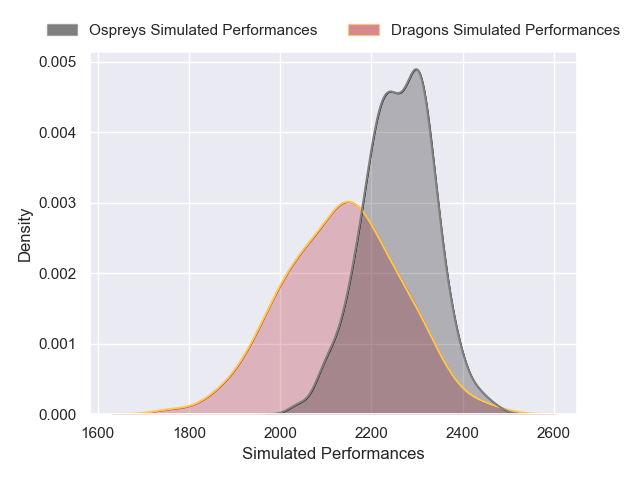 Ospreys Simulated Performances Dragons Simulated Performances
0.005
0.004
0.003
0.002
0.001
0.000
Density
1600 1800 2000 2200 2400 2600
Simulated Performances